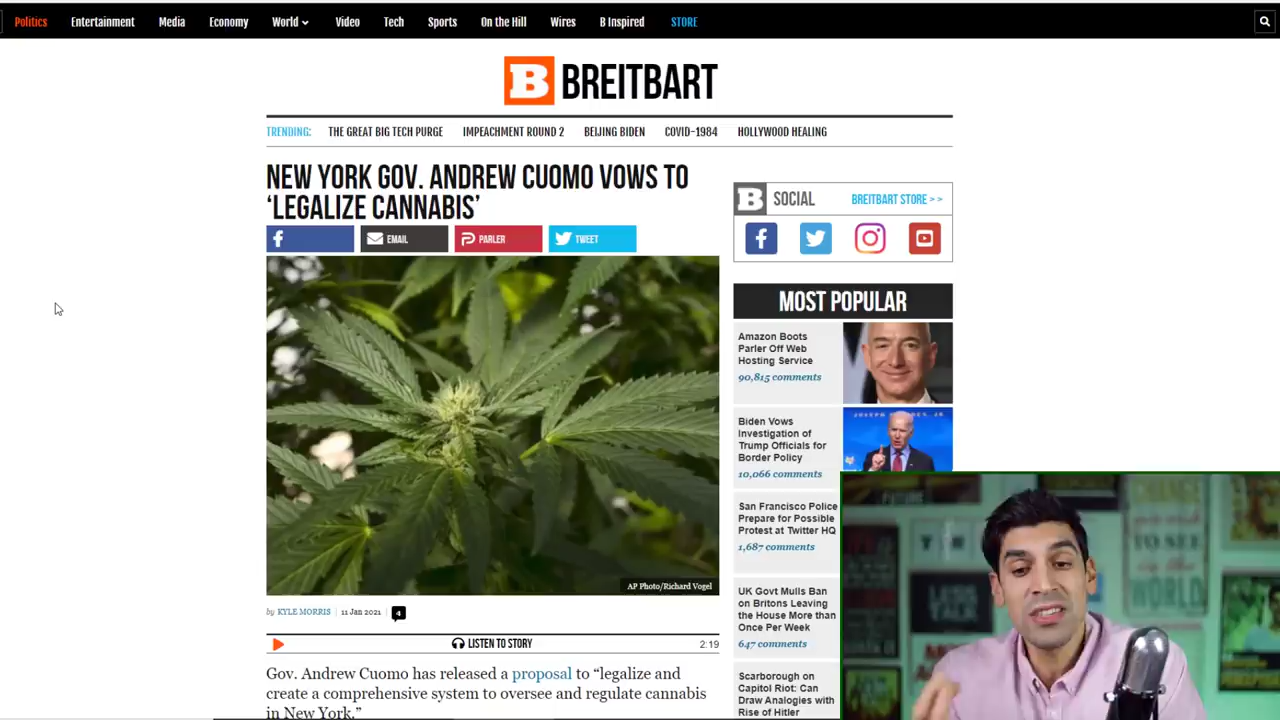 Politics Entertainment Media Economy World Video Tech Sports On the Hill Wires B Inspired STORE
B BREITBART
TRENDING: THE GREAT BIG TECH PURGE IMPEACHMENT ROUND 2 BEIJING BIDEN COVID-1984 HOLLYWOOD HEALING
NEW YORK GOV. ANDREW CUOMO VOWS TO
‘LEGALIZE CANNABIS’
EMAIL PARLER TWEET
AP Photo/Richard Vogel
by KYLE MORRIS | 11 Jan 2021 4
LISTEN TO STORY 2:19
Gov. Andrew Cuomo has released a proposal to “legalize and
create a comprehensive system to oversee and regulate cannabis
in New York.”
B SOCIAL BREITBART STORE > >
MOST POPULAR
Amazon Boots
Parler Off Web
Hosting Service
90,815 comments
Biden Vows
Investigation of
Trump Officials for
Border Policy
10,066 comments
San Francisco Police
Prepare for Possible
Protest at Twitter HQ
1,687 comments
UK Govt Mulls Ban
on Britons Leaving
the House More than
Once Per Week
647 comments
Scarborough on
Capitol Riot: Can
Draw Analogies with
Rise of Hitler